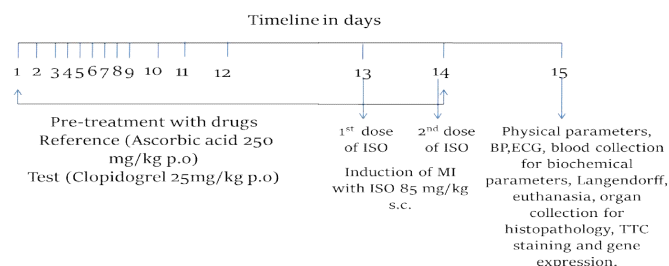 Timeline in days
1 2 3 4 5 6 7 8 9 10 11 12 13 14 15
Pre-treatment with drugs
Reference (Ascorbic acid 250
mg/kg p.o)
Test (Clopidogrel 25mg/kg p.o)
1st dose
of ISO
2nd dose
of ISO
Induction of MI
with ISO 85 mg/kg
s.c.
Physical parameters,
BP,ECG, blood collection
for biochemical
parameters, Langendorff,
euthanasia, organ
collection for
histopathology, TTC
staining and gene
expression.